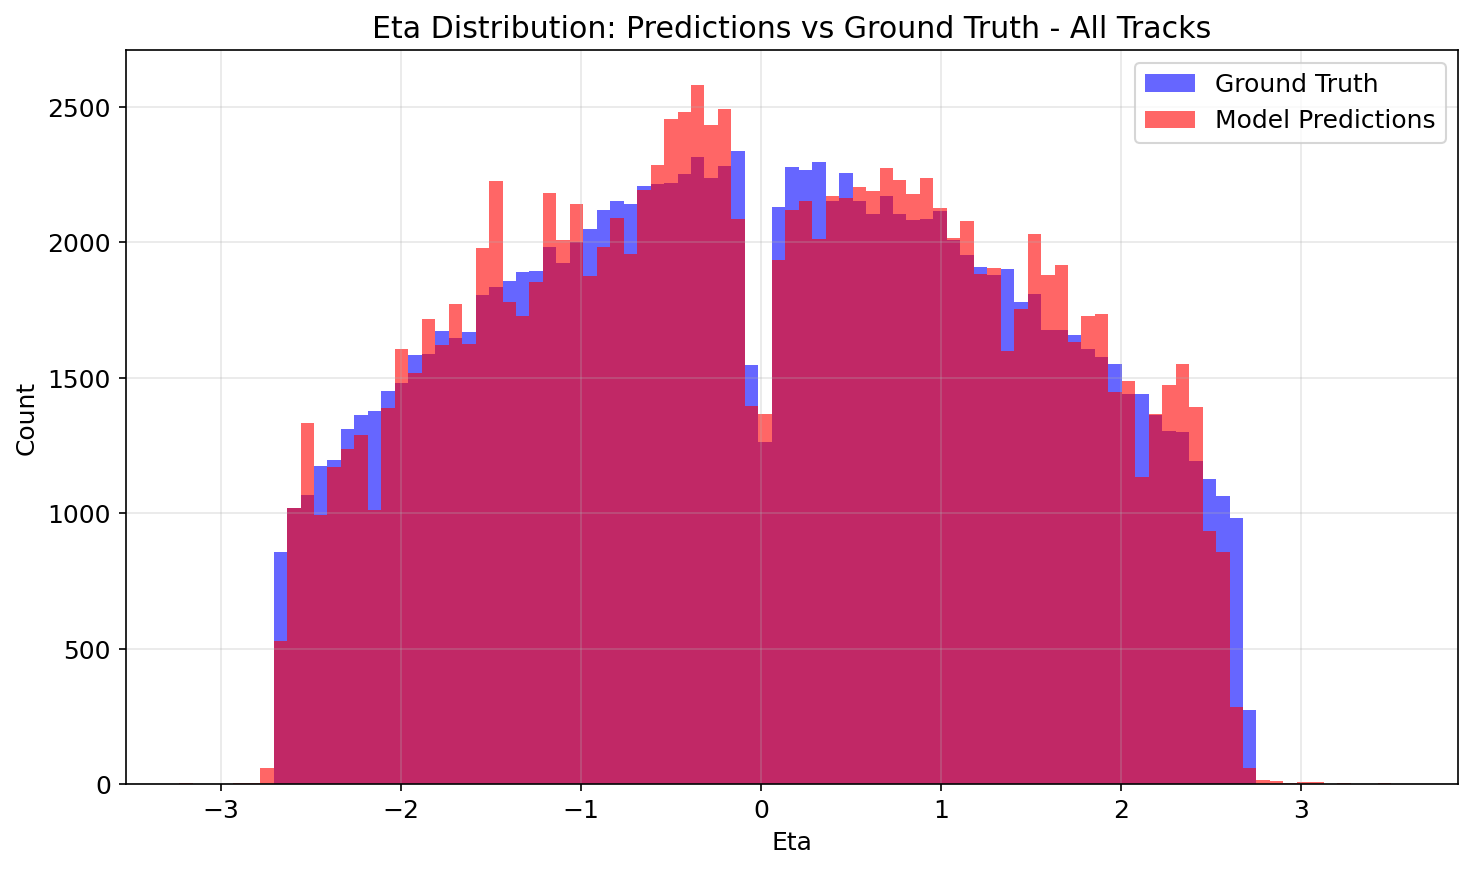 Eta Distribution: Predictions vs Ground Truth - All Tracks
Ground Truth
Model Predictions
2500
2000
1500
1000
500
0
Count
−3
−2
−1
0
1
2
3
Eta